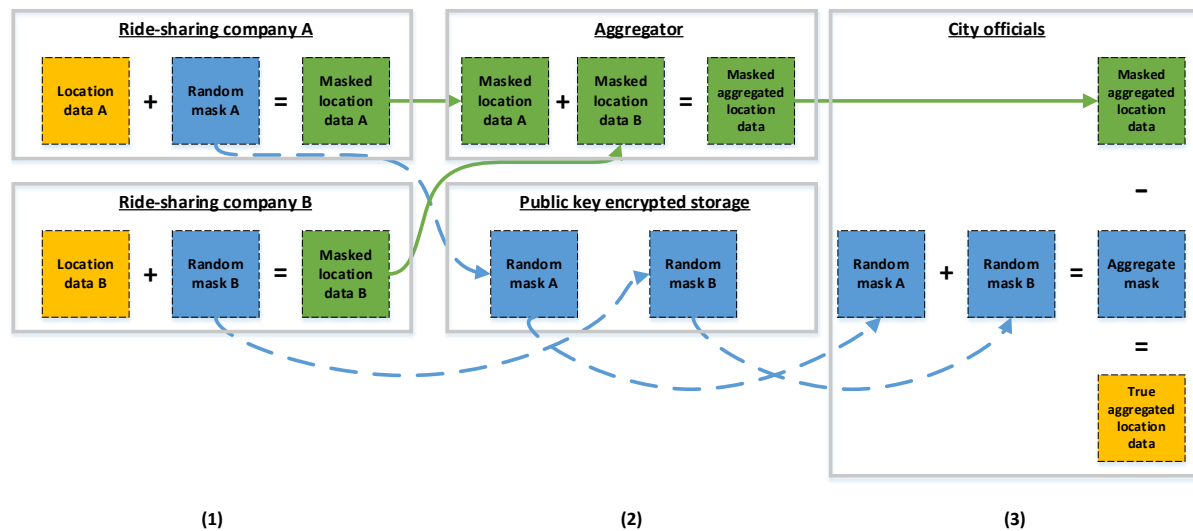 Ride-sharing company A
Location
data A
+
Random
mask A
=
Masked
location
data A
Aggregator
Masked
location
data A
+
Masked
location
data B
=
Masked
aggregated
location
data
City officials
Masked
aggregated
location
data
–
Ride-sharing company B
Location
data B
+
Random
mask B
=
Masked
location
data B
Public key encrypted storage
Random
mask A
Random
mask B
Random
mask A
+
Random
mask B
=
Aggregate
mask
=
True
aggregated
location
data
(1)
(2)
(3)